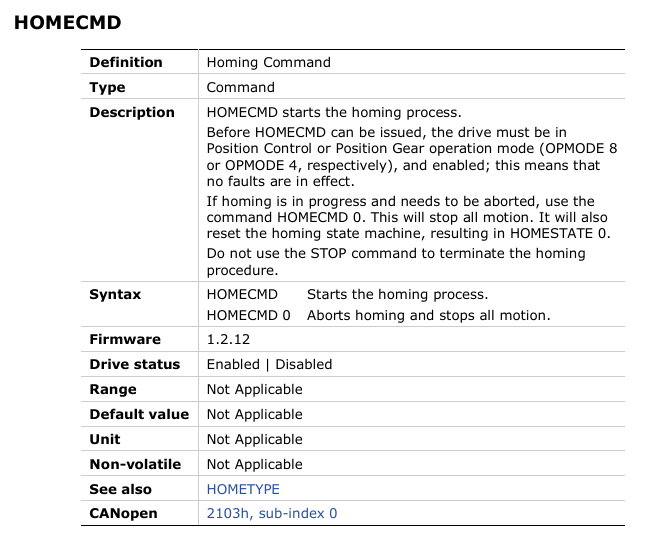 HOMECMD
Definition Homing Command
Type Command
Description HOMECMD starts the homing process.
Before HOMECMD can be issued, the drive must be in
Position Control or Position Gear operation mode (OPMODE 8
or OPMODE 4, respectively), and enabled; this means that
no faults are in effect.
If homing is in progress and needs to be aborted, use the
command HOMECMD 0. This will stop all motion. It will also
reset the homing state machine, resulting in HOMESTATE 0.
Do not use the STOP command to terminate the homing
procedure.
Syntax HOMECMD Starts the homing process.
HOMECMD 0 Aborts homing and stops all motion.
Firmware 1.2.12
Drive status Enabled | Disabled
Range Not Applicable
Default value Not Applicable
Unit Not Applicable
Non-volatile Not Applicable
See also HOMETYPE
CANopen 2103h, sub-index 0